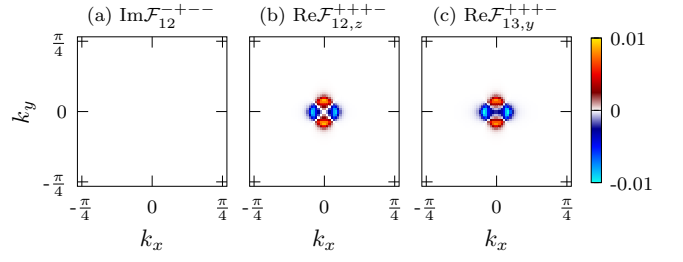 (a) Imℱ₁₂⁻⁺⁻⁻ (b) Reℱ₁₂,z⁺⁺⁺⁻ (c) Reℱ₁₃,y⁺⁺⁺⁻
π/4 0.01
k_y 0 0
-π/4 -0.01
-π/4 0 π/4 -π/4 0 π/4 -π/4 0 π/4
k_x k_x k_x